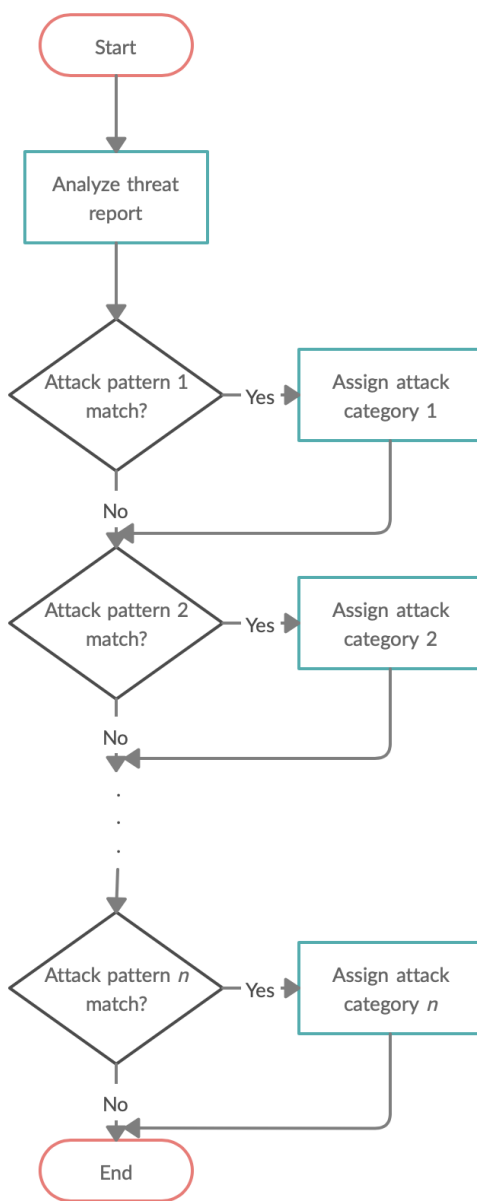 Start
Analyze threat
report
Attack pattern 1
match?
Yes
Assign attack
category 1
No
Attack pattern 2
match?
Yes
Assign attack
category 2
No
.
.
.
Attack pattern n
match?
Yes
Assign attack
category n
No
End